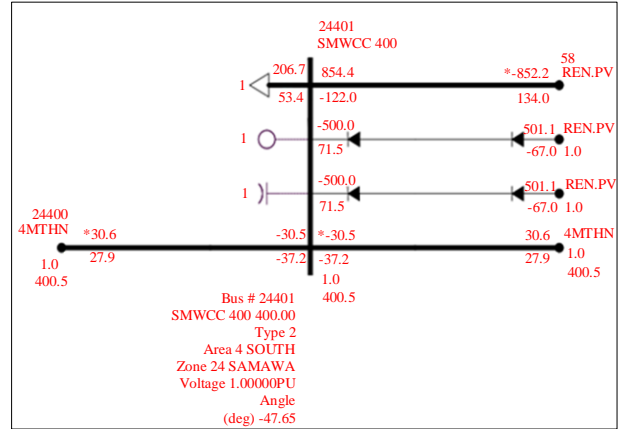 24401
SMWCC 400
58
206.7 854.4 *-852.2 REN.PV
1
53.4 -122.0 134.0
-500.0 501.1 REN.PV
1
71.5 -67.0 1.0
-500.0 501.1 REN.PV
1
71.5 -67.0 1.0
24400
4MTHN *30.6 -30.5 *-30.5 30.6 4MTHN
27.9 -37.2 -37.2 27.9 1.0
1.0 1.0
400.5 400.5 400.5
Bus # 24401
SMWCC 400 400.00
Type 2
Area 4 SOUTH
Zone 24 SAMAWA
Voltage 1.00000PU
Angle
(deg) -47.65